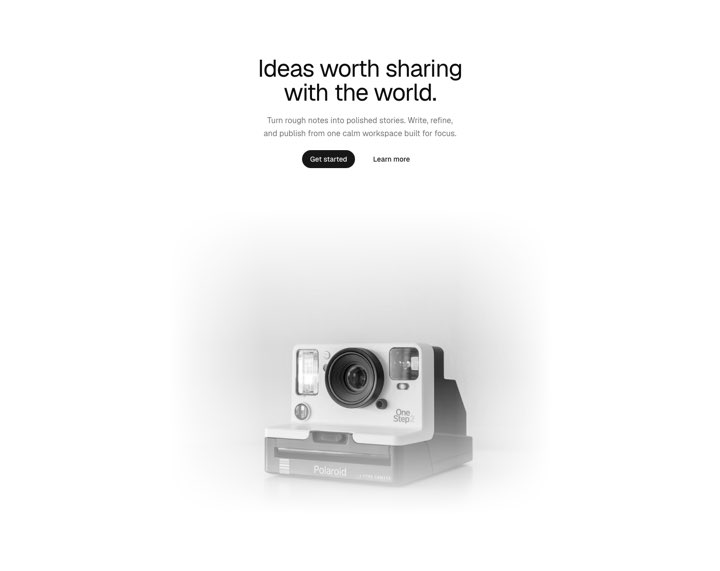 Ideas worth sharing
with the world.
Turn rough notes into polished stories. Write, refine,
and publish from one calm workspace built for focus.
Get started
Learn more
One
Step2
Polaroid